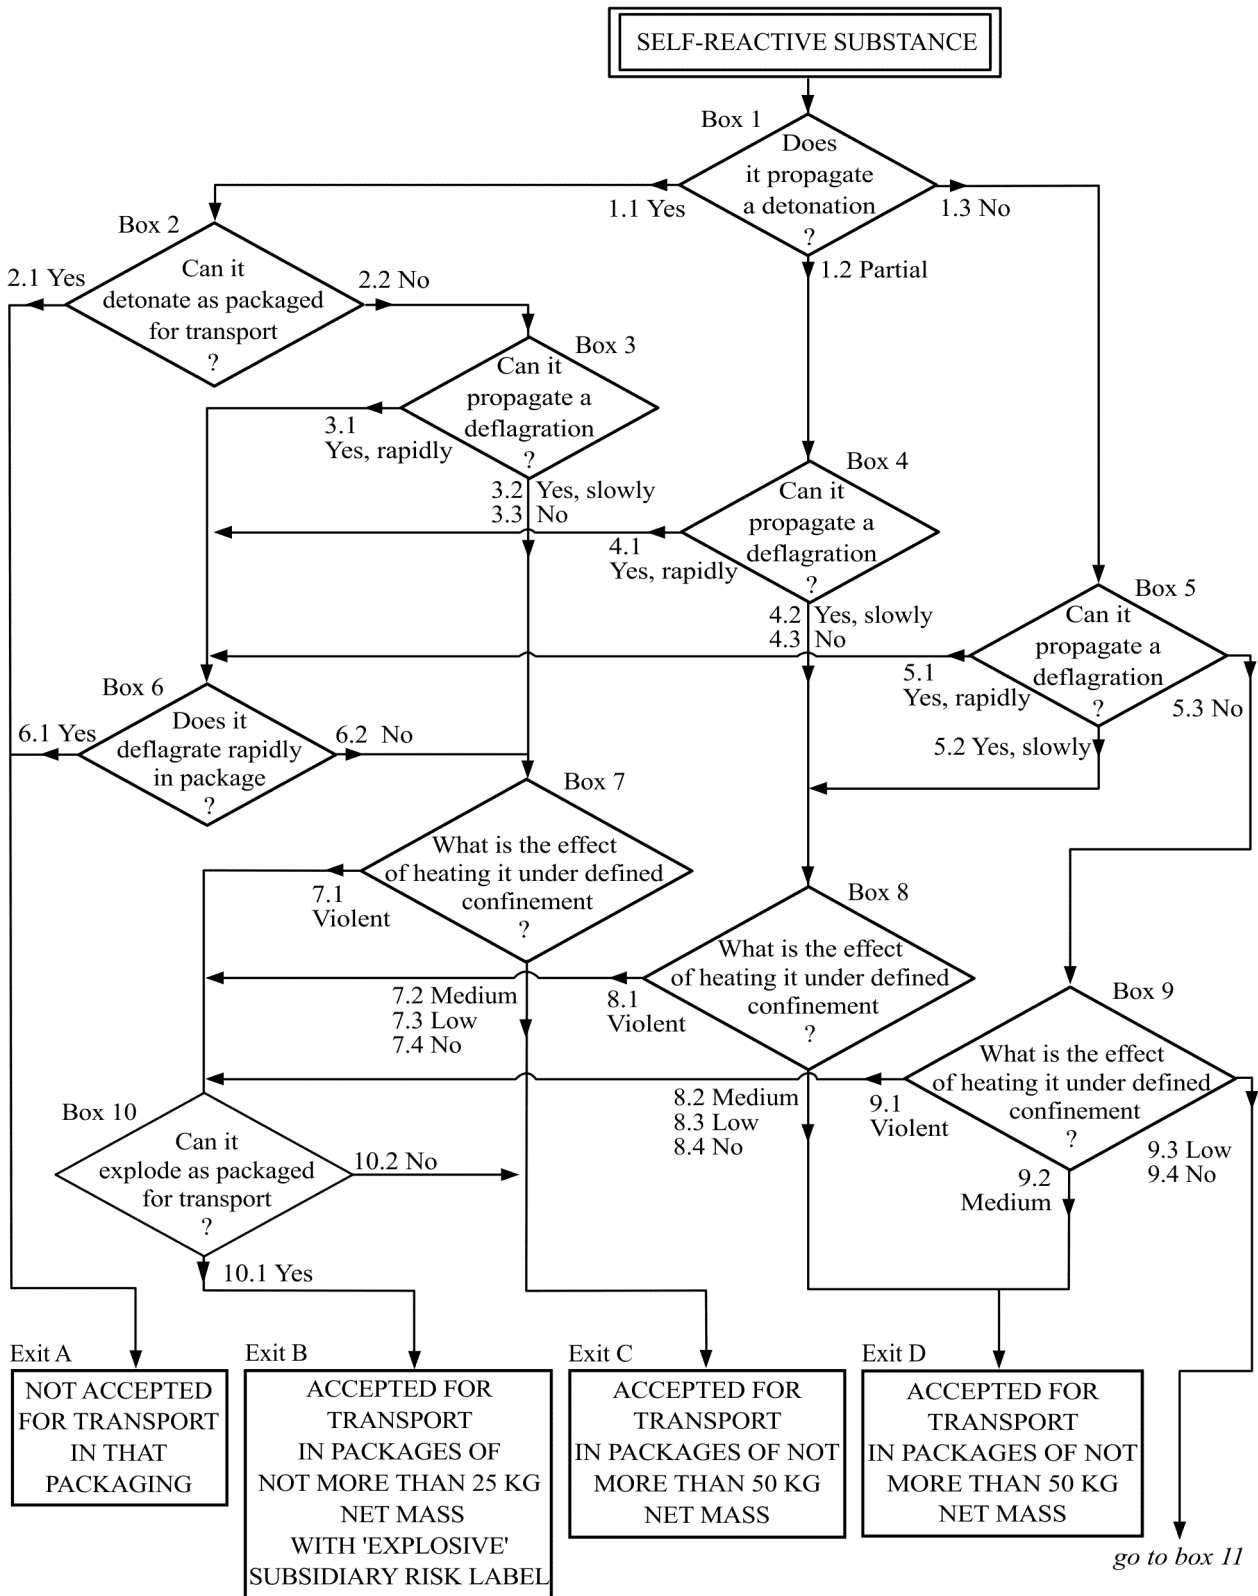 SELF-REACTIVE SUBSTANCE
Box 1
Does
it propagate
a detonation
?
1.1 Yes
1.3 No
1.2 Partial
Box 2
Can it
detonate as packaged
for transport
?
2.1 Yes
2.2 No
Box 3
Can it
propagate a
deflagration
?
3.1
Yes, rapidly
3.2 Yes, slowly
3.3 No
Box 4
Can it
propagate a
deflagration
?
4.1
Yes, rapidly
4.2 Yes, slowly
4.3 No
Box 5
Can it
propagate a
deflagration
?
5.1
Yes, rapidly
5.3 No
5.2 Yes, slowly
Box 6
Does it
deflagrate rapidly
in package
?
6.1 Yes
6.2 No
Box 7
What is the effect
of heating it under defined
confinement
?
7.1
Violent
7.2 Medium
7.3 Low
7.4 No
Box 8
What is the effect
of heating it under defined
confinement
?
8.1
Violent
8.2 Medium
8.3 Low
8.4 No
Box 9
What is the effect
of heating it under defined
confinement
?
9.1
Violent
9.2
Medium
9.3 Low
9.4 No
Box 10
Can it
explode as packaged
for transport
?
10.2 No
10.1 Yes
Exit A
NOT ACCEPTED
FOR TRANSPORT
IN THAT
PACKAGING
Exit B
ACCEPTED FOR
TRANSPORT
IN PACKAGES OF
NOT MORE THAN 25 KG
NET MASS
WITH 'EXPLOSIVE'
SUBSIDIARY RISK LABEL
Exit C
ACCEPTED FOR
TRANSPORT
IN PACKAGES OF NOT
MORE THAN 50 KG
NET MASS
Exit D
ACCEPTED FOR
TRANSPORT
IN PACKAGES OF NOT
MORE THAN 50 KG
NET MASS
go to box 11